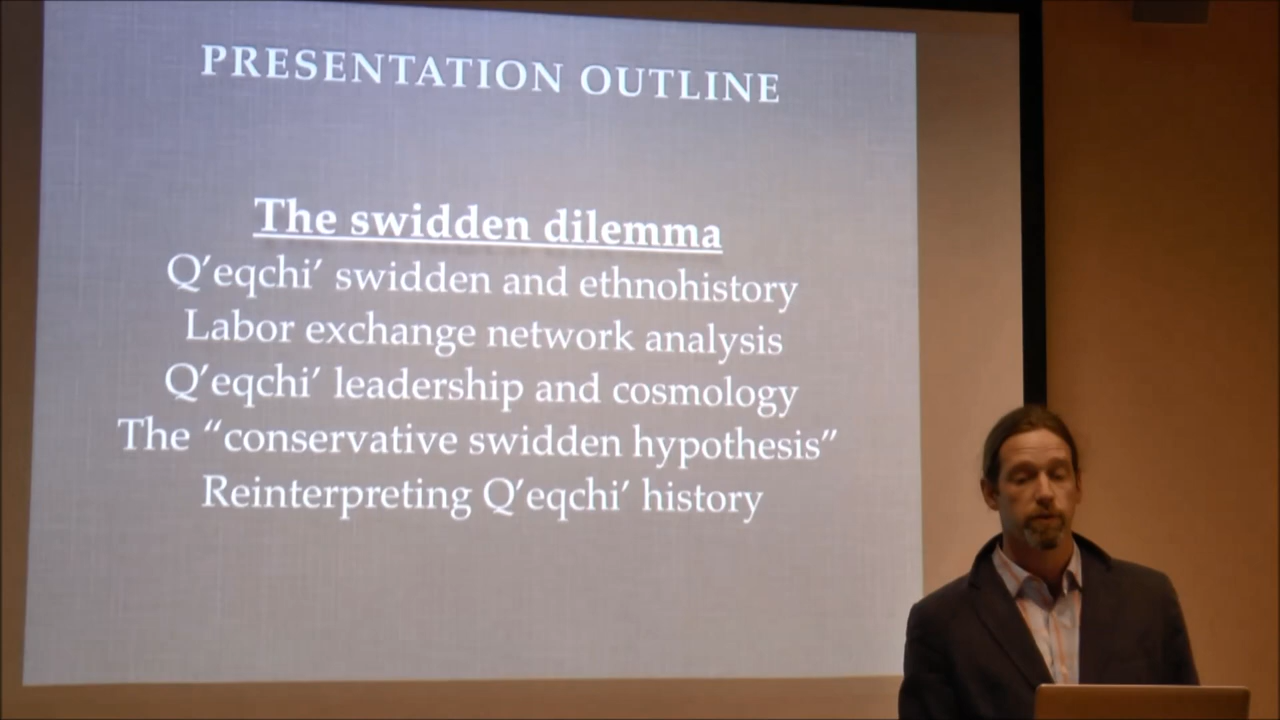 PRESENTATION OUTLINE
The swidden dilemma
Q’eqchi’ swidden and ethnohistory
Labor exchange network analysis
Q’eqchi’ leadership and cosmology
The “conservative swidden hypothesis”
Reinterpreting Q’eqchi’ history